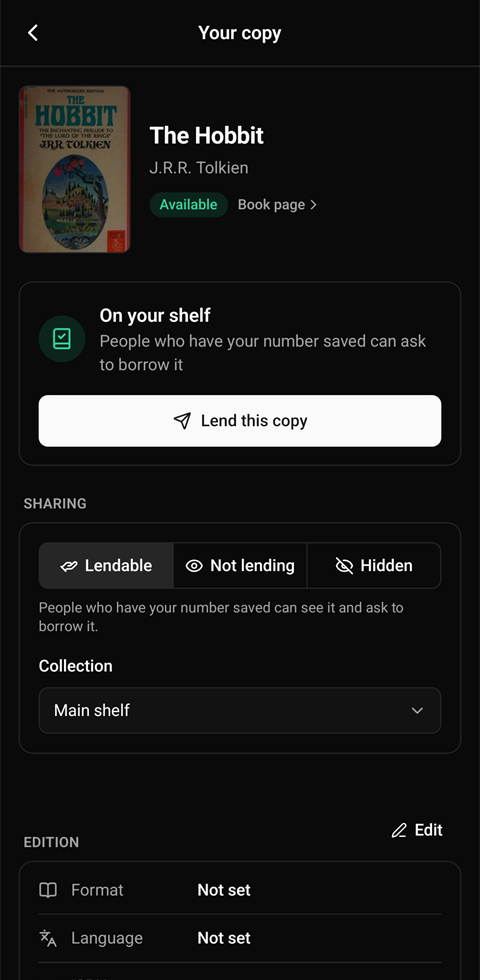 Your copy
THE AUTHORIZED EDITION
THE
HOBBIT
THE ENCHANTING PRELUDE TO
"THE LORD OF THE RINGS"
J.R.R. TOLKIEN
The Hobbit
J.R.R. Tolkien
Available
Book page
On your shelf
People who have your number saved can ask
to borrow it
Lend this copy
SHARING
Lendable
Not lending
Hidden
People who have your number saved can see it and ask to
borrow it.
Collection
Main shelf
Edit
EDITION
Format
Not set
Language
Not set